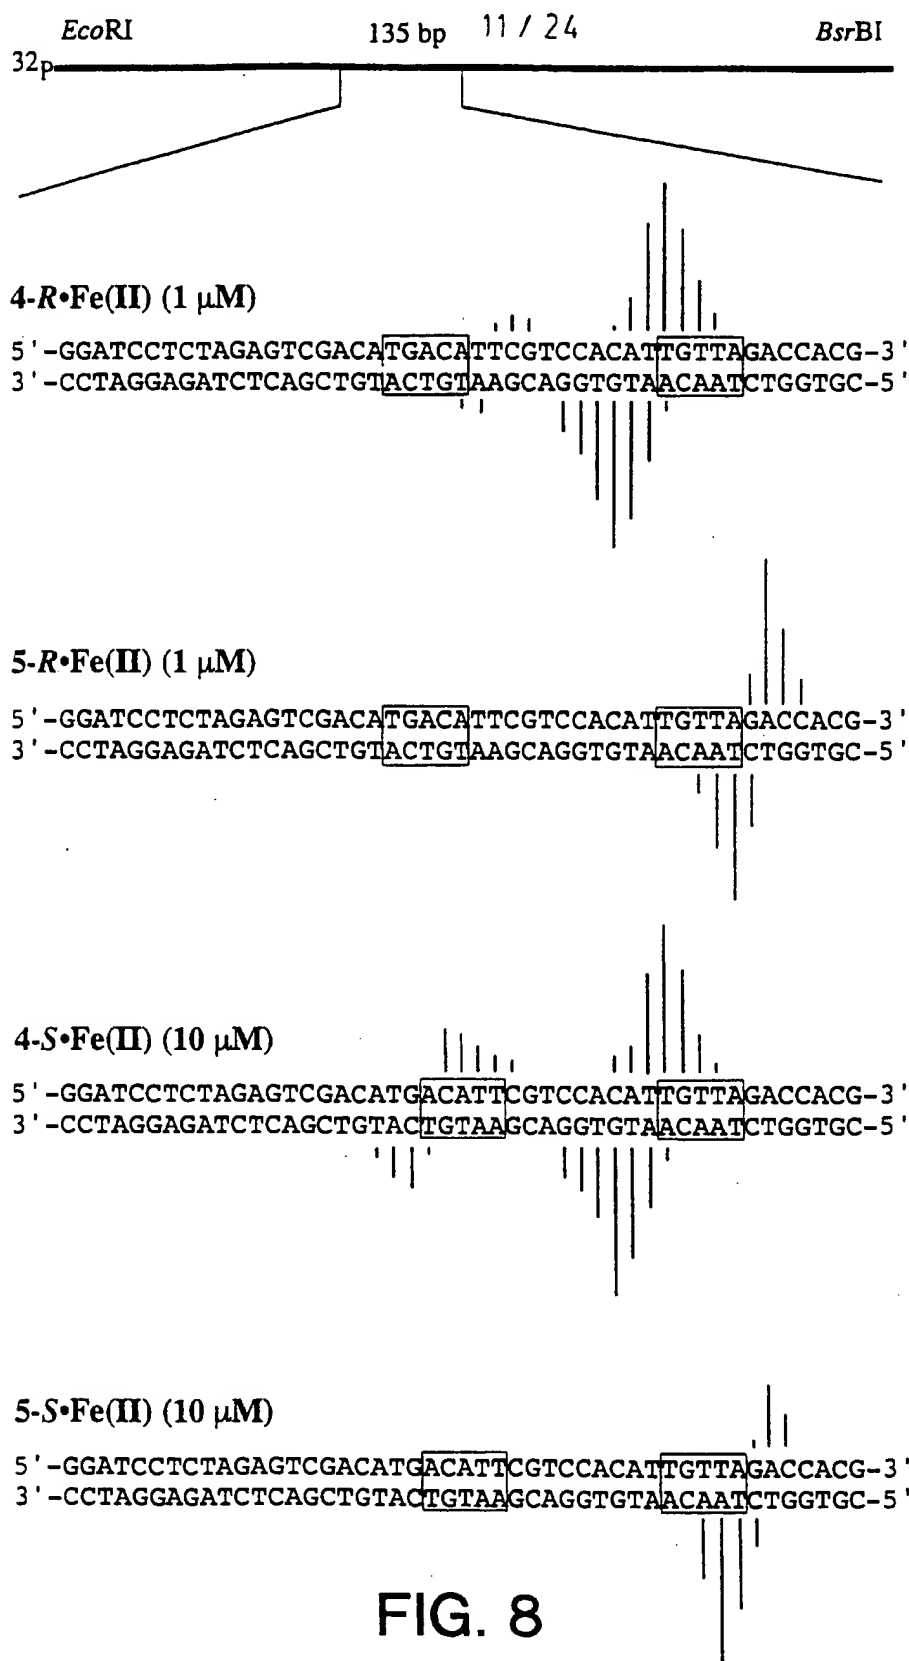 EcoRI 135 bp 11 / 24 BsrBI
32p
4-R•Fe(II) (1 μM)
5'-GGATCCTCTAGAGTCGACATGACATTCGTCCACATTGTTAGACCACG-3'
3'-CCTAGGAGATCTCAGCTGTACTGTAAGCAGGTGTAACAATCTGGTGC-5'
5-R•Fe(II) (1 μM)
5'-GGATCCTCTAGAGTCGACATGACATTCGTCCACATTGTTAGACCACG-3'
3'-CCTAGGAGATCTCAGCTGTACTGTAAGCAGGTGTAACAATCTGGTGC-5'
4-S•Fe(II) (10 μM)
5'-GGATCCTCTAGAGTCGACATGACATTCGTCCACATTGTTAGACCACG-3'
3'-CCTAGGAGATCTCAGCTGTACTGTAAGCAGGTGTAACAATCTGGTGC-5'
5-S•Fe(II) (10 μM)
5'-GGATCCTCTAGAGTCGACATGACATTCGTCCACATTGTTAGACCACG-3'
3'-CCTAGGAGATCTCAGCTGTACTGTAAGCAGGTGTAACAATCTGGTGC-5'
FIG. 8